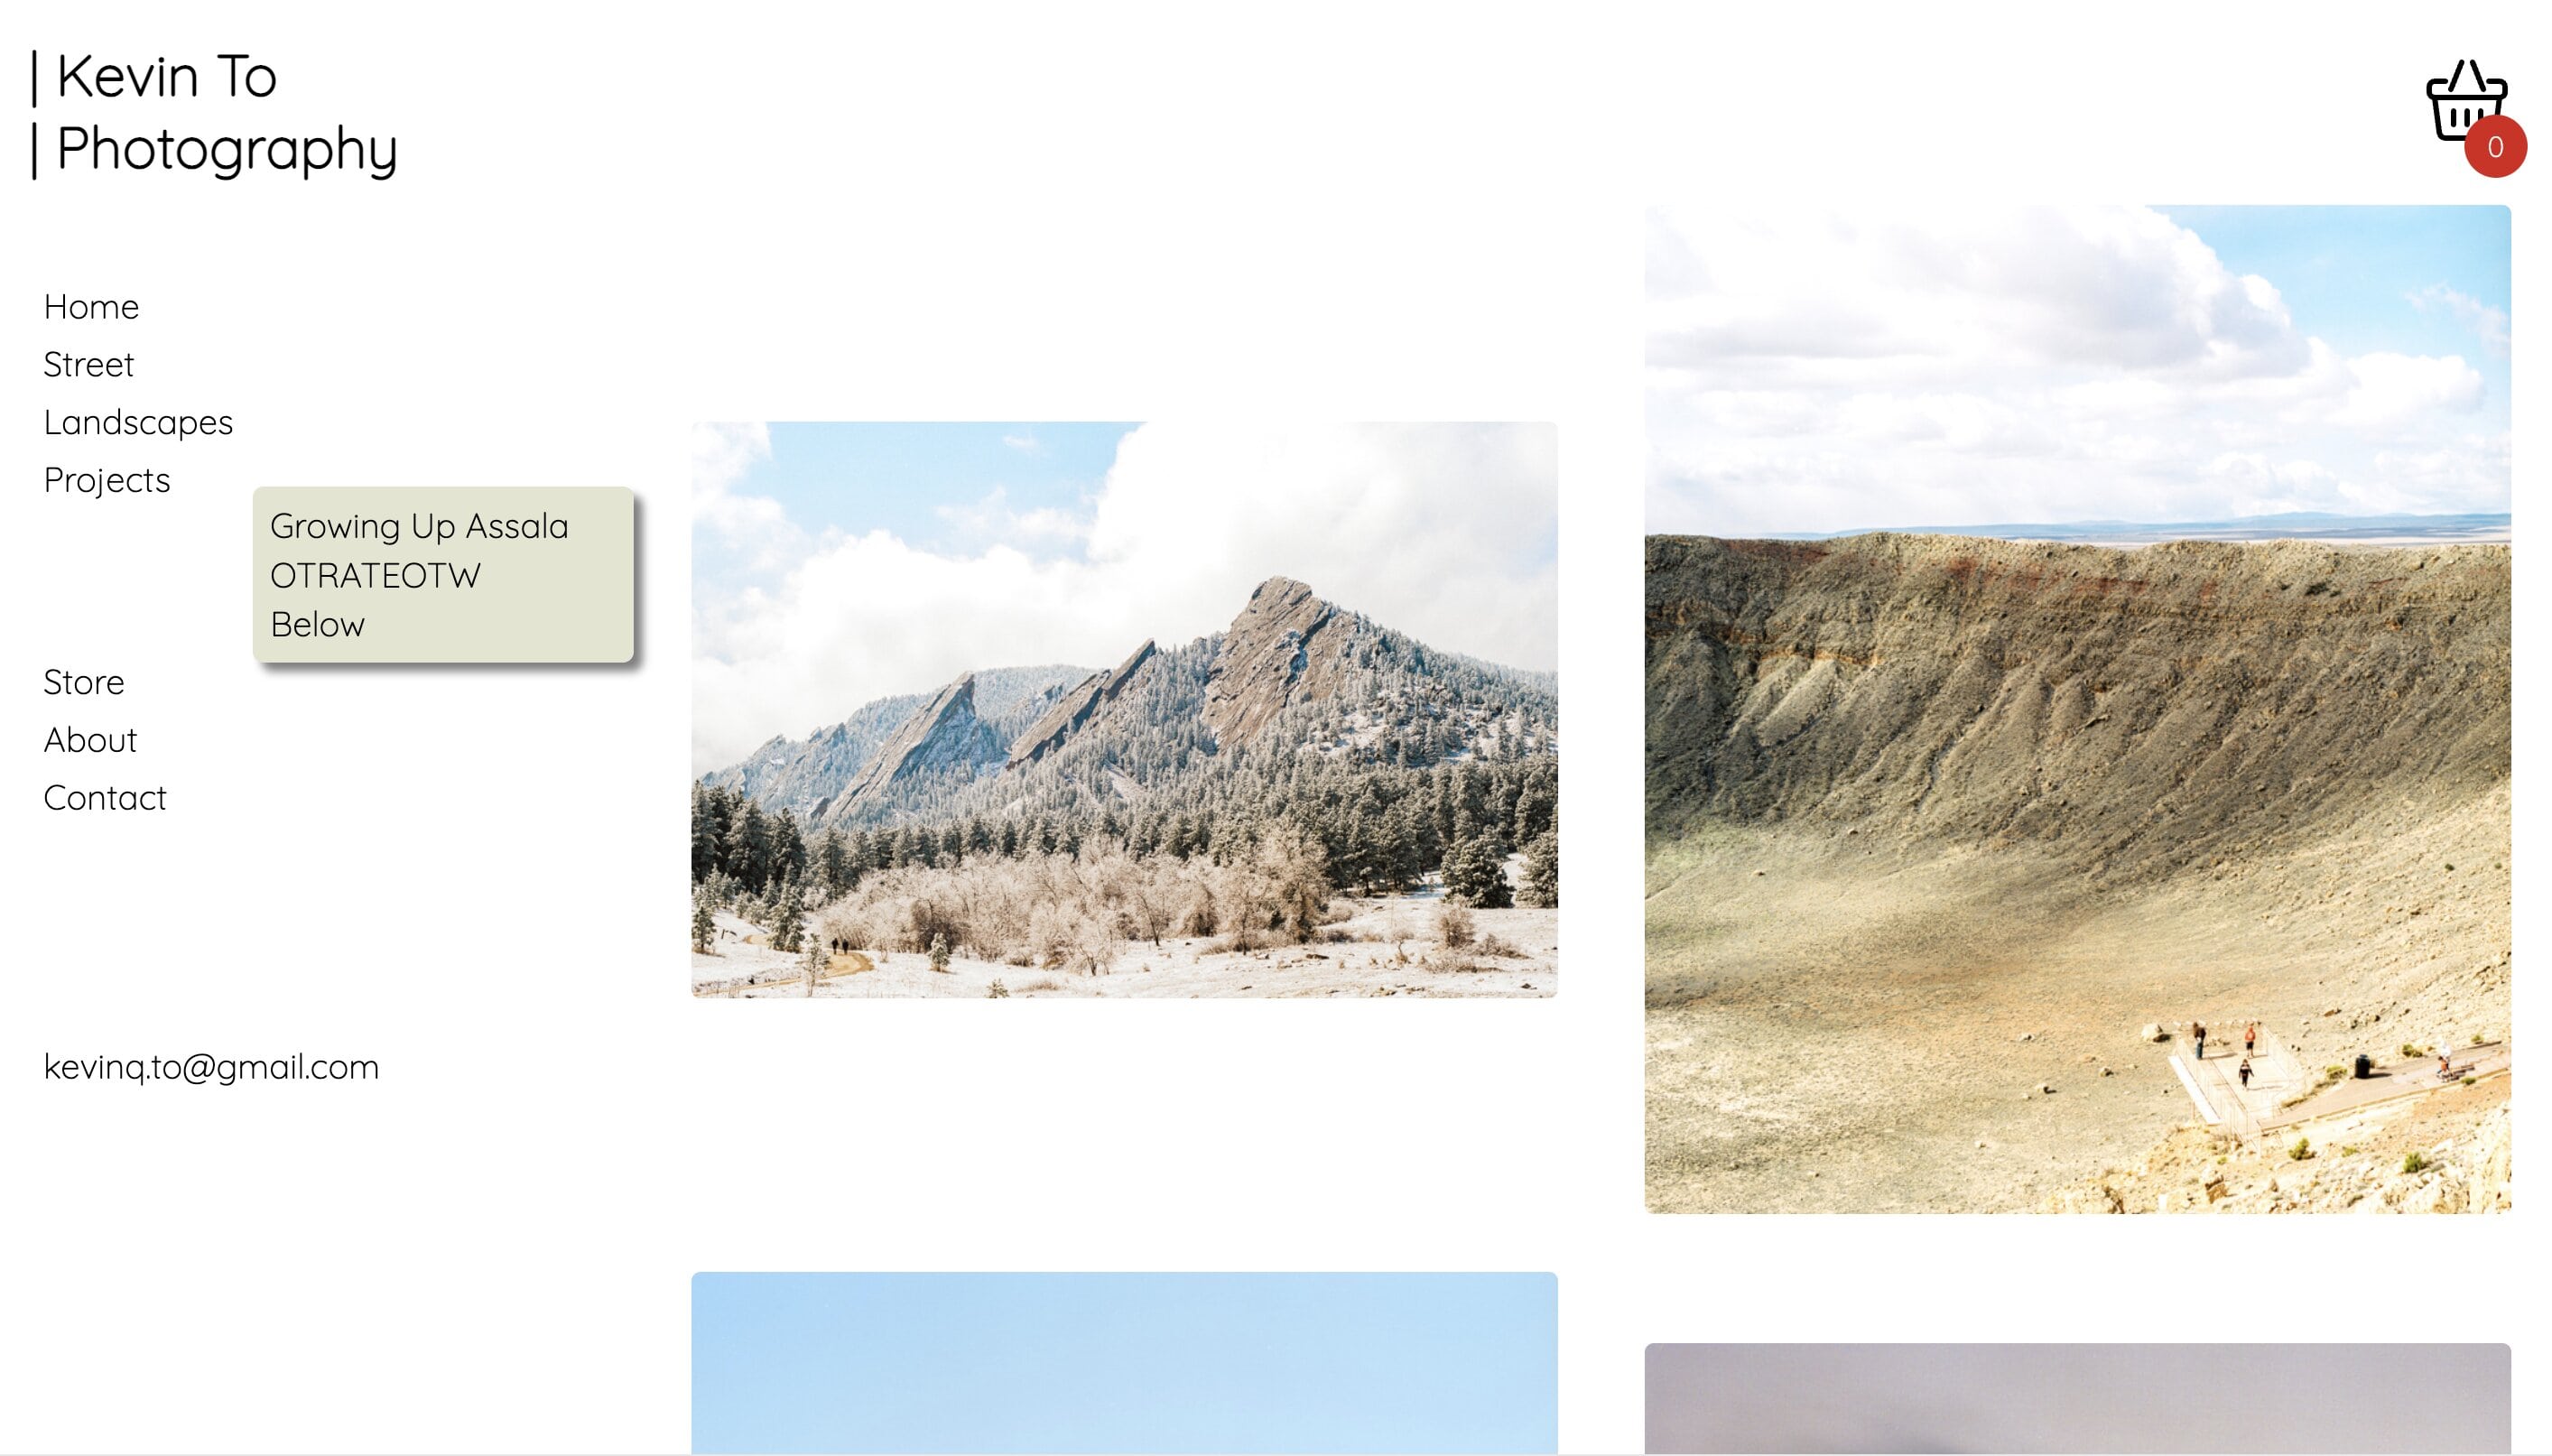 | Kevin To
| Photography
0
Home
Street
Landscapes
Projects
Growing Up Assala
OTRATEOTW
Below
Store
About
Contact
kevinq.to@gmail.com